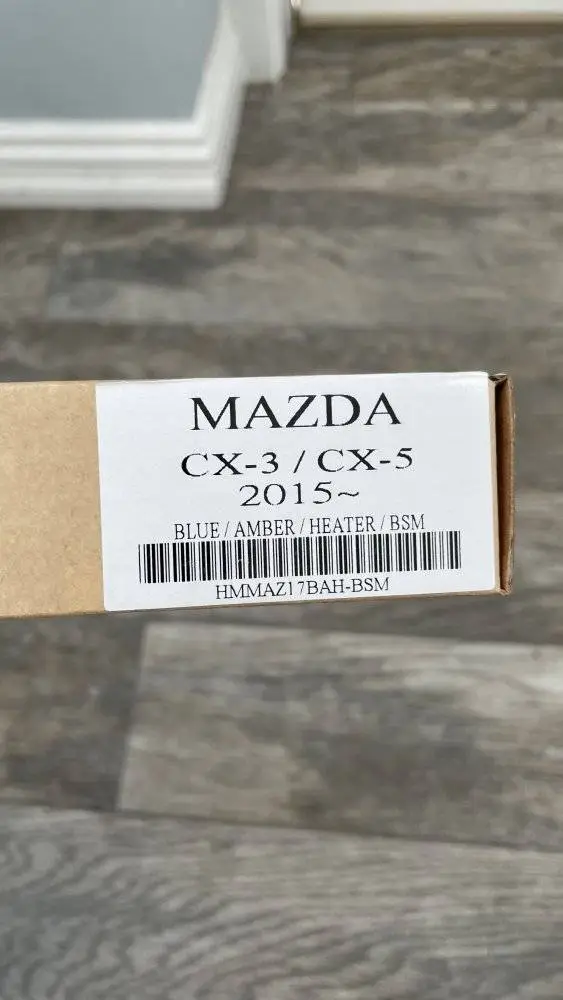 MAZDA
CX-3 / CX-5
2015~
BLUE / AMBER / HEATER / BSM
HMMAZ17BAH-BSM